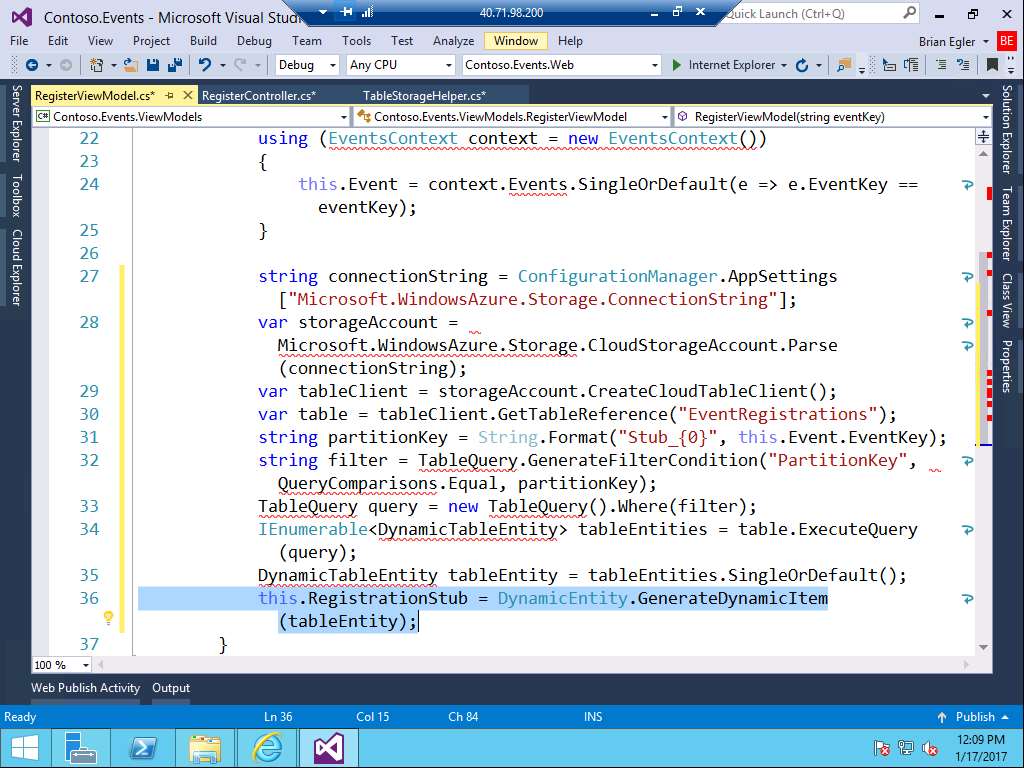 Contoso.Events - Microsoft Visual Stud
40.71.98.200
Quick Launch (Ctrl+Q)
File Edit View Project Build Debug Team Tools Test Analyze Window Help
Brian Egler BE
Debug Any CPU Contoso.Events.Web Internet Explorer
RegisterViewModel.cs* RegisterController.cs* TableStorageHelper.cs*
C# Contoso.Events.ViewModels Contoso.Events.ViewModels.RegisterViewModel RegisterViewModel(string eventKey)
Server Explorer
Toolbox
Cloud Explorer
22 using (EventsContext context = new EventsContext())
23 {
24 this.Event = context.Events.SingleOrDefault(e => e.EventKey ==
eventKey);
25 }
26
27 string connectionString = ConfigurationManager.AppSettings
["Microsoft.WindowsAzure.Storage.ConnectionString"];
28 var storageAccount =
Microsoft.WindowsAzure.Storage.CloudStorageAccount.Parse
(connectionString);
29 var tableClient = storageAccount.CreateCloudTableClient();
30 var table = tableClient.GetTableReference("EventRegistrations");
31 string partitionKey = String.Format("Stub_{0}", this.Event.EventKey);
32 string filter = TableQuery.GenerateFilterCondition("PartitionKey",
QueryComparisons.Equal, partitionKey);
33 TableQuery query = new TableQuery().Where(filter);
34 IEnumerable<DynamicTableEntity> tableEntities = table.ExecuteQuery
(query);
35 DynamicTableEntity tableEntity = tableEntities.SingleOrDefault();
36 this.RegistrationStub = DynamicEntity.GenerateDynamicItem
(tableEntity);
37 }
Solution Explorer
Team Explorer
Class View
Properties
100 %
Web Publish Activity Output
Ready Ln 36 Col 15 Ch 84 INS Publish
12:09 PM
1/17/2017